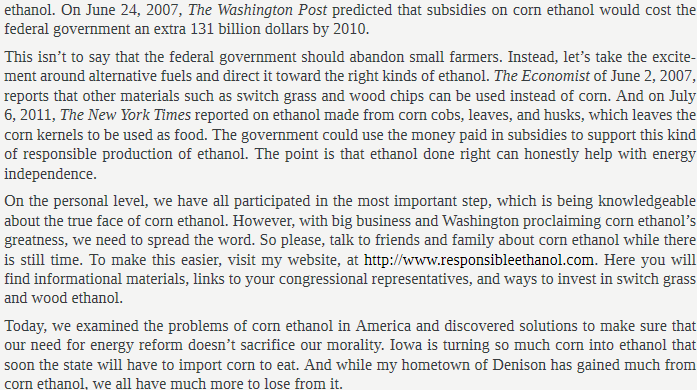 ethanol. On June 24, 2007, The Washington Post predicted that subsidies on corn ethanol would cost the
federal government an extra 131 billion dollars by 2010.
This isn’t to say that the federal government should abandon small farmers. Instead, let’s take the excite-
ment around alternative fuels and direct it toward the right kinds of ethanol. The Economist of June 2, 2007,
reports that other materials such as switch grass and wood chips can be used instead of corn. And on July
6, 2011, The New York Times reported on ethanol made from corn cobs, leaves, and husks, which leaves the
corn kernels to be used as food. The government could use the money paid in subsidies to support this kind
of responsible production of ethanol. The point is that ethanol done right can honestly help with energy
independence.
On the personal level, we have all participated in the most important step, which is being knowledgeable
about the true face of corn ethanol. However, with big business and Washington proclaiming corn ethanol’s
greatness, we need to spread the word. So please, talk to friends and family about corn ethanol while there
is still time. To make this easier, visit my website, at http://www.responsibleethanol.com. Here you will
find informational materials, links to your congressional representatives, and ways to invest in switch grass
and wood ethanol.
Today, we examined the problems of corn ethanol in America and discovered solutions to make sure that
our need for energy reform doesn’t sacrifice our morality. Iowa is turning so much corn into ethanol that
soon the state will have to import corn to eat. And while my hometown of Denison has gained much from
corn ethanol, we all have much more to lose from it.